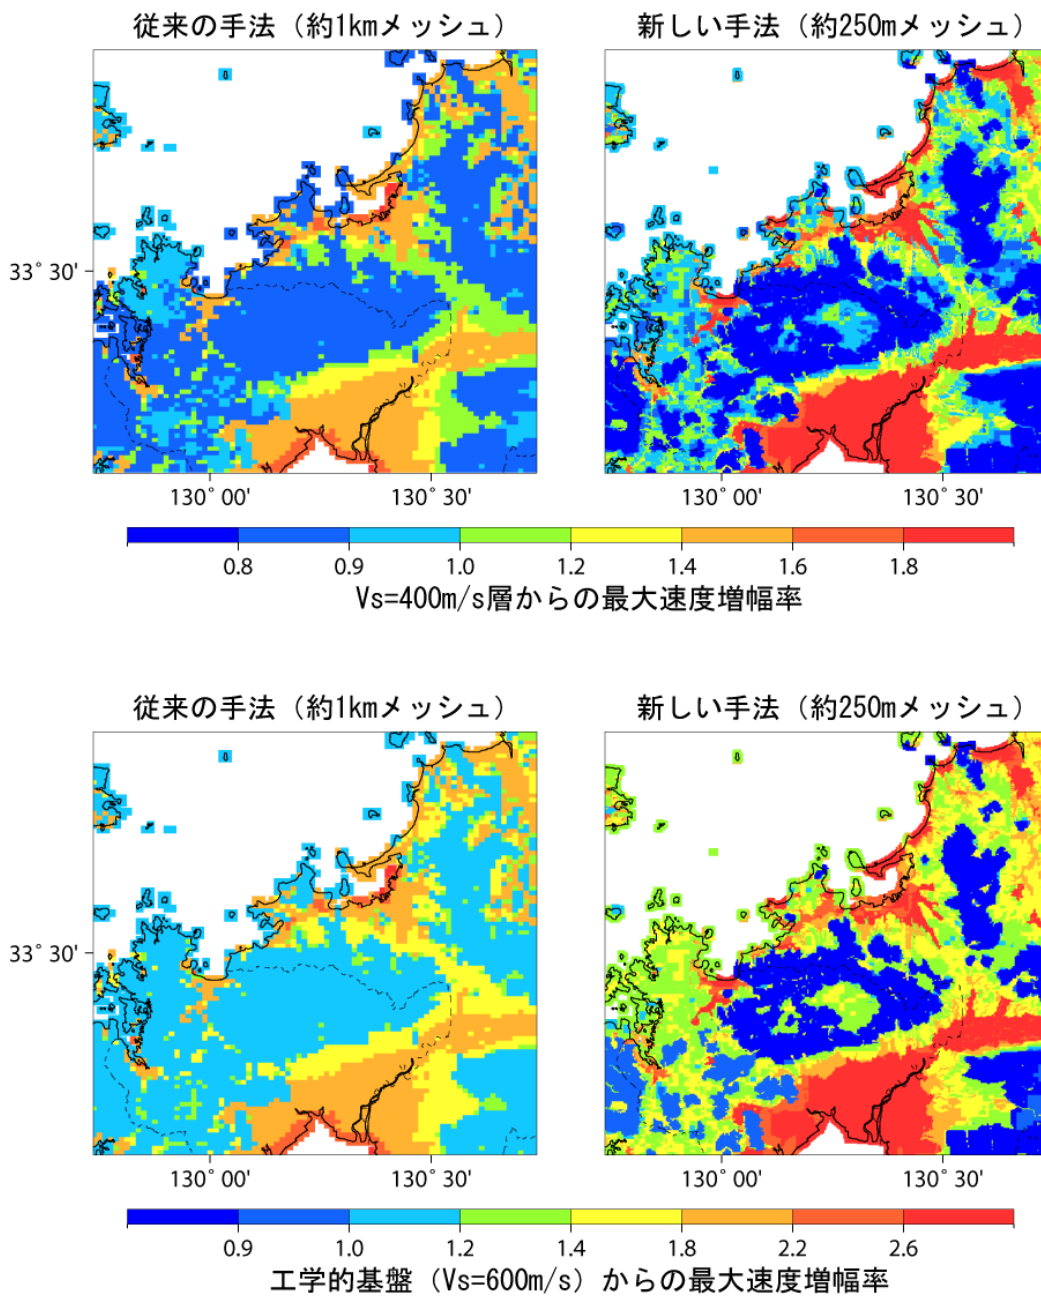 従来の手法（約1kmメッシュ）
新しい手法（約250mメッシュ）
33° 30'
130° 00'
130° 30'
130° 00'
130° 30'
0.8 0.9 1.0 1.2 1.4 1.6 1.8
Vs=400m/s層からの最大速度増幅率
従来の手法（約1kmメッシュ）
新しい手法（約250mメッシュ）
33° 30'
130° 00'
130° 30'
130° 00'
130° 30'
0.9 1.0 1.2 1.4 1.8 2.2 2.6
工学的基盤（Vs=600m/s）からの最大速度増幅率